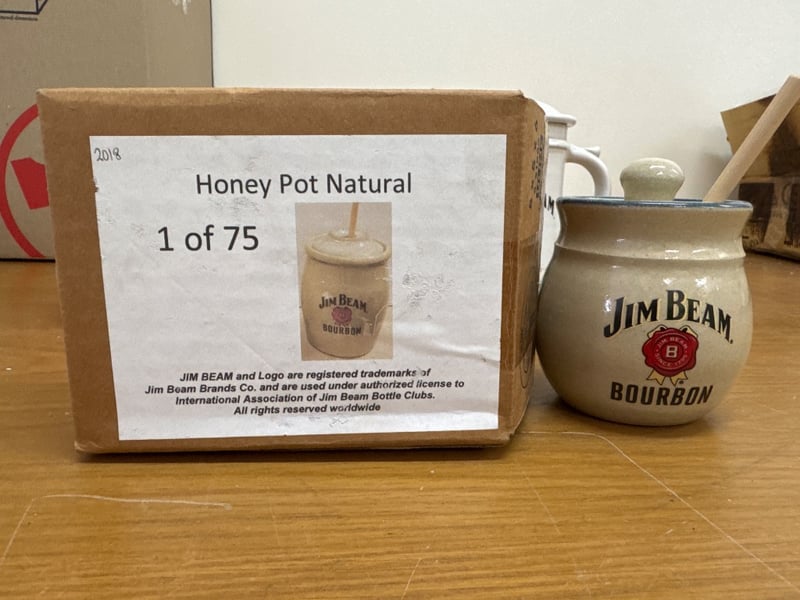 2018
Honey Pot Natural
1 of 75
JIM BEAM
BOURBON
JIM BEAM and Logo are registered trademarks of
Jim Beam Brands Co. and are used under authorized license to
International Association of Jim Beam Bottle Clubs.
All rights reserved worldwide
JIM BEAM
B
BOURBON